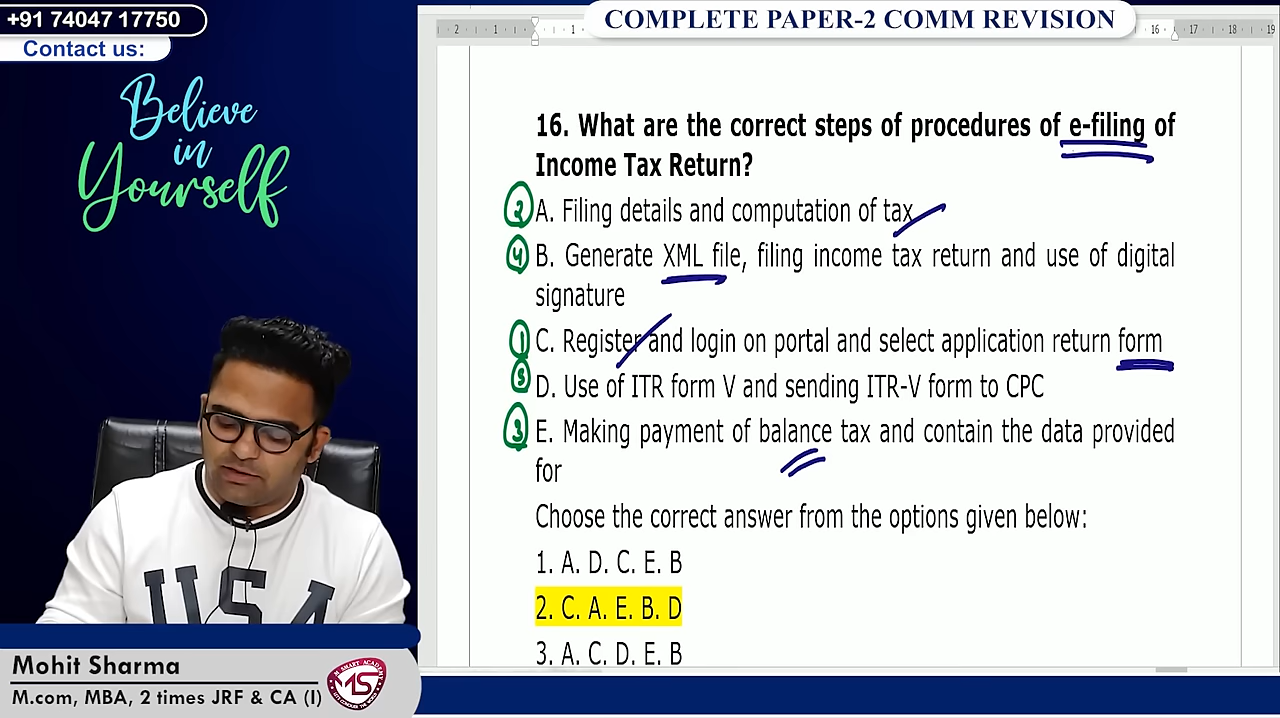 +91 74047 17750
Contact us:
COMPLETE PAPER-2 COMM REVISION
Believe
in
Yourself
16. What are the correct steps of procedures of e-filing of
Income Tax Return?
2 A. Filing details and computation of tax
4 B. Generate XML file, filing income tax return and use of digital
signature
1 C. Register and login on portal and select application return form
5 D. Use of ITR form V and sending ITR-V form to CPC
3 E. Making payment of balance tax and contain the data provided
for
Choose the correct answer from the options given below:
1. A. D. C. E. B
2. C. A. E. B. D
3. A. C. D. E. B
USA
Mohit Sharma
M.com, MBA, 2 times JRF & CA (I)
MS